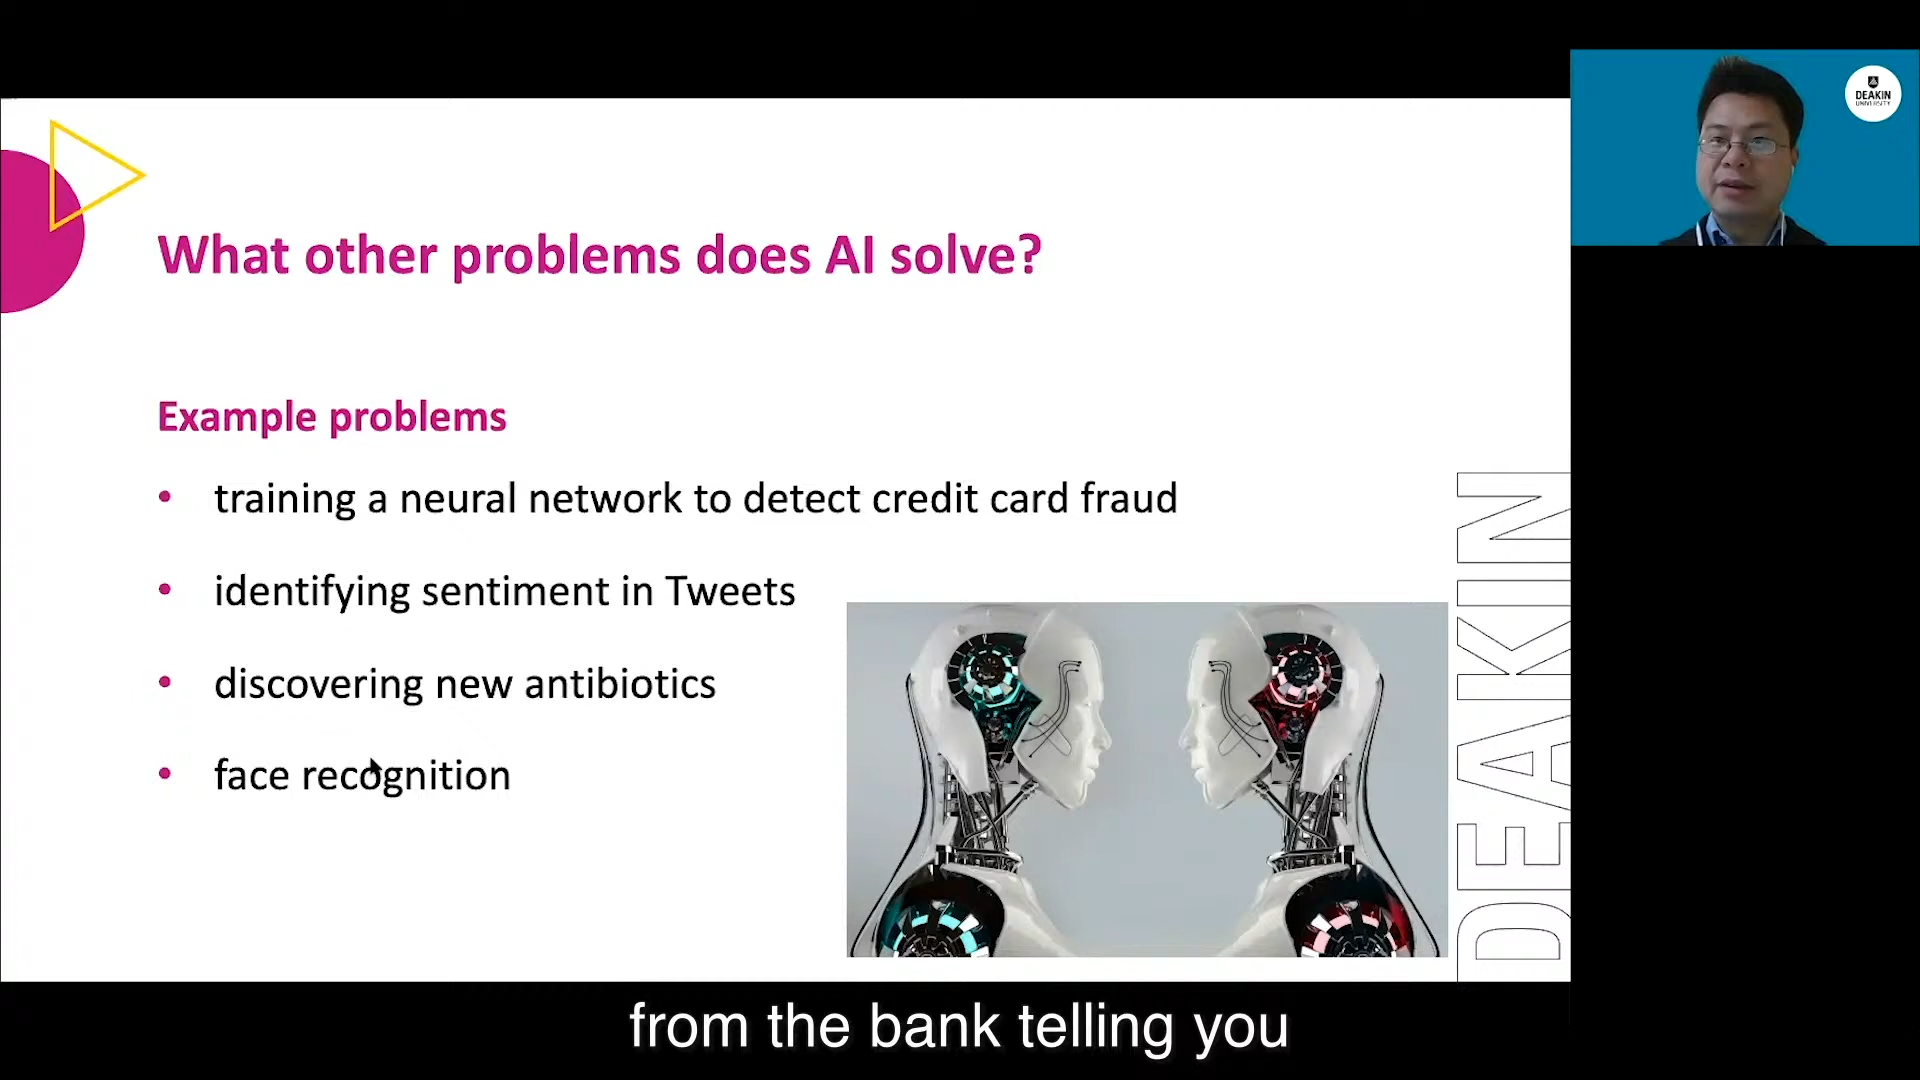 DEAKIN
UNIVERSITY
What other problems does AI solve?
Example problems
• training a neural network to detect credit card fraud
• identifying sentiment in Tweets
• discovering new antibiotics
• face recognition
DEAKIN
from the bank telling you